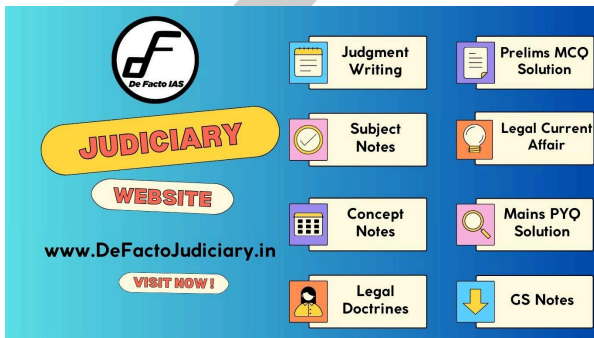 De Facto IAS
JUDICIARY
WEBSITE
www.DeFactoJudiciary.in
VISIT NOW!
Judgment
Writing
Prelims MCQ
Solution
Subject
Notes
Legal Current
Affair
Concept
Notes
Mains PYQ
Solution
Legal
Doctrines
GS Notes